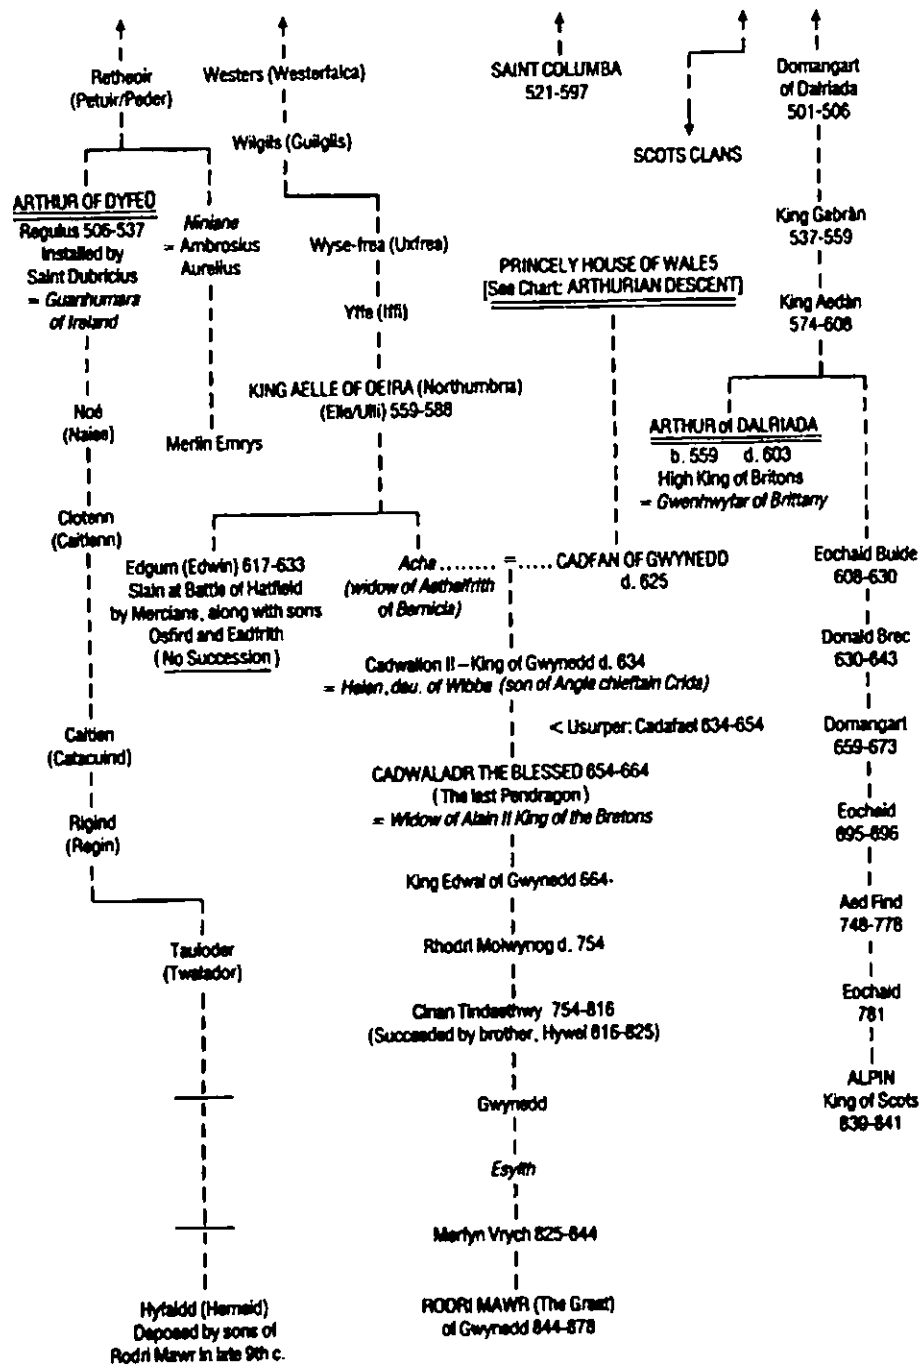 Retheoir
(Petuir/Peder)
ARTHUR OF DYFED
Regulus 506-537
Installed by
Saint Dubricius
= Guanhumara
of Ireland
Niniane
= Ambrosius
Aurelius
Noé
(Naise)
Merlin Emrys
Clotenn
(Caitlenn)
Caitien
(Catacuind)
Rigind
(Regin)
Tauloder
(Twalador)
Hyfaidd (Hemeid)
Deposed by sons of
Rodri Mawr in late 9th c.
Westers (Westerfalca)
Wilgils (Guilgils)
Wyse-frea (Uxfrea)
Yffe (Iffi)
KING AELLE OF DEIRA (Northumbria)
(Elle/Ulli) 559-588
Edgum (Edwin) 617-633
Slain at Battle of Hatfield
by Mercians, along with sons
Osfird and Eadfrith
(No Succession)
Acha ........ = ..... CADFAN OF GWYNEDD
(widow of Aethelfrith
of Bernicia)
d. 625
Cadwallon II – King of Gwynedd d. 634
= Helen, dau. of Wibba (son of Angle chieftain Crida)
< Usurper: Cadafael 634-654
CADWALADR THE BLESSED 654-664
(The last Pendragon)
= Widow of Alain II King of the Bretons
King Edwal of Gwynedd 664-
Rhodri Molwynog d. 754
Cinan Tindaethwy 754-816
(Succeeded by brother, Hywel 816-825)
Gwynedd
Esylth
Merfyn Vrych 825-844
RODRI MAWR (The Great)
of Gwynedd 844-878
SAINT COLUMBA
521-597
SCOTS CLANS
PRINCELY HOUSE OF WALES
[See Chart: ARTHURIAN DESCENT]
Domangart
of Dalriada
501-506
King Gabràn
537-559
King Aedàn
574-608
ARTHUR of DALRIADA
b. 559 d. 603
High King of Britons
= Gwenhwyfar of Brittany
Eochaid Buide
608-630
Donald Brec
630-643
Domangart
659-673
Eochaid
695-696
Aed Find
748-778
Eochaid
781
ALPIN
King of Scots
839-841